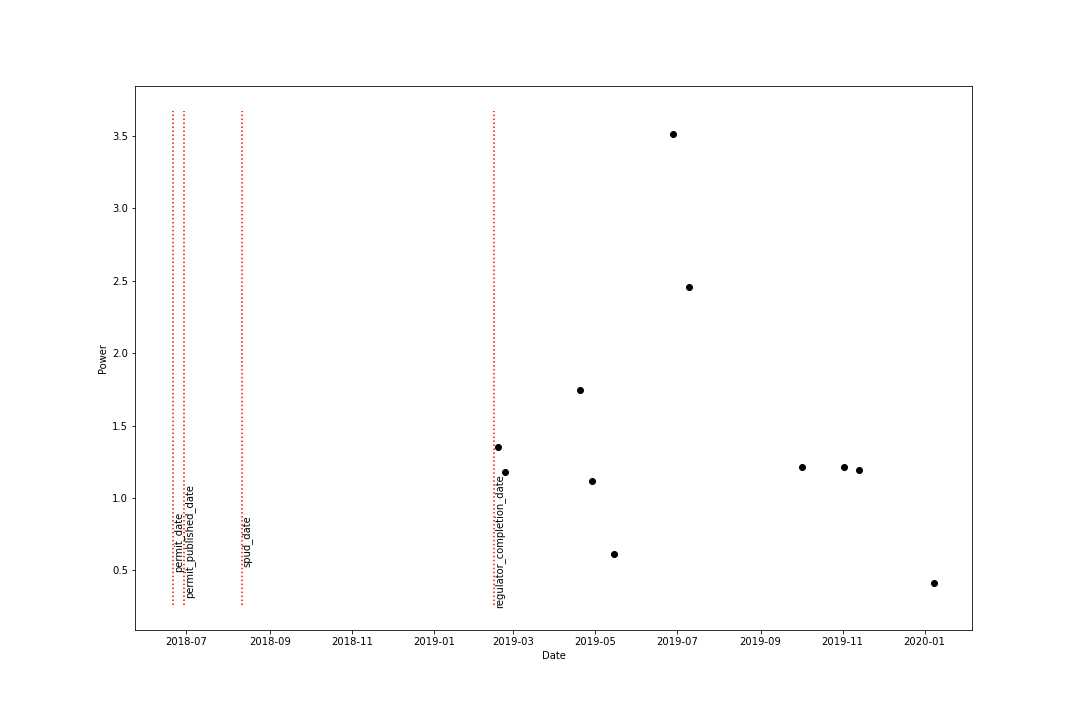 3.5
3.0
2.5
2.0
1.5
1.0
0.5
Power
permit_date
permit_published_date
spud_date
regulator_completion_date
2018-07
2018-09
2018-11
2019-01
2019-03
2019-05
2019-07
2019-09
2019-11
2020-01
Date